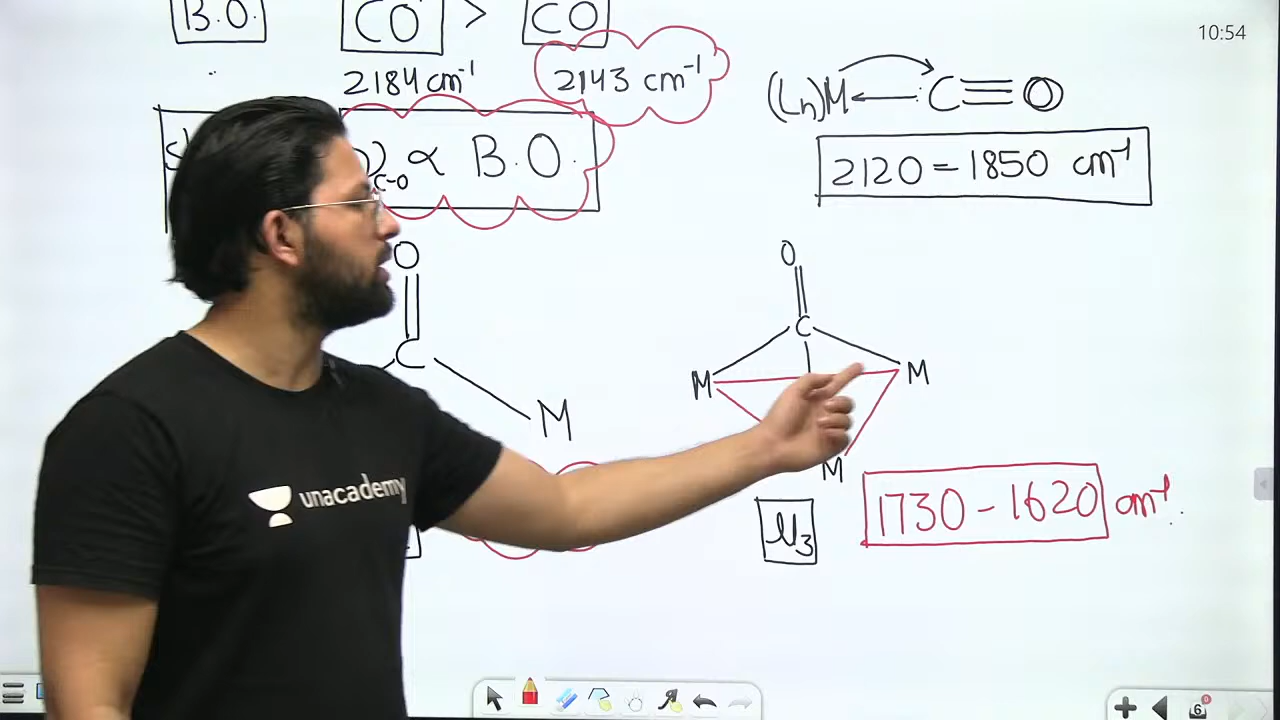 10:54
B.O. CO⁺ > CO
2184 cm⁻¹ 2143 cm⁻¹
(Ln)M C≡O
2120 = 1850 cm⁻¹
C-O ∝ B.O.
O
C
M
O
C
M M
M
μ₃
1730 - 1620 cm⁻¹
unacademy
6